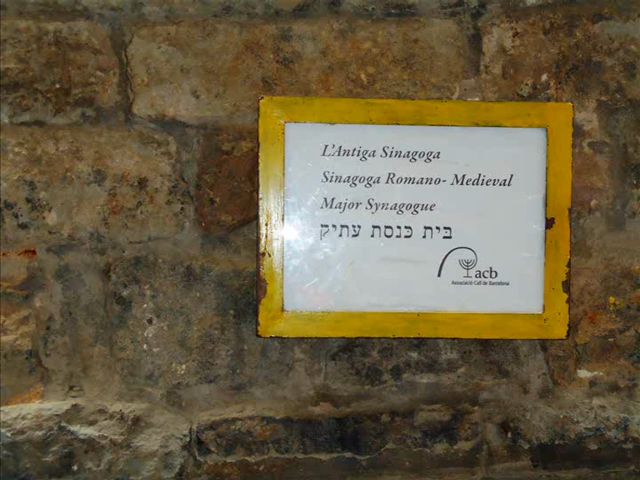 L'Antiga Sinagoga
Sinagoga Romano- Medieval
Major Synagogue
בית כנסת עתיק
acb
Associació Call de Barcelona